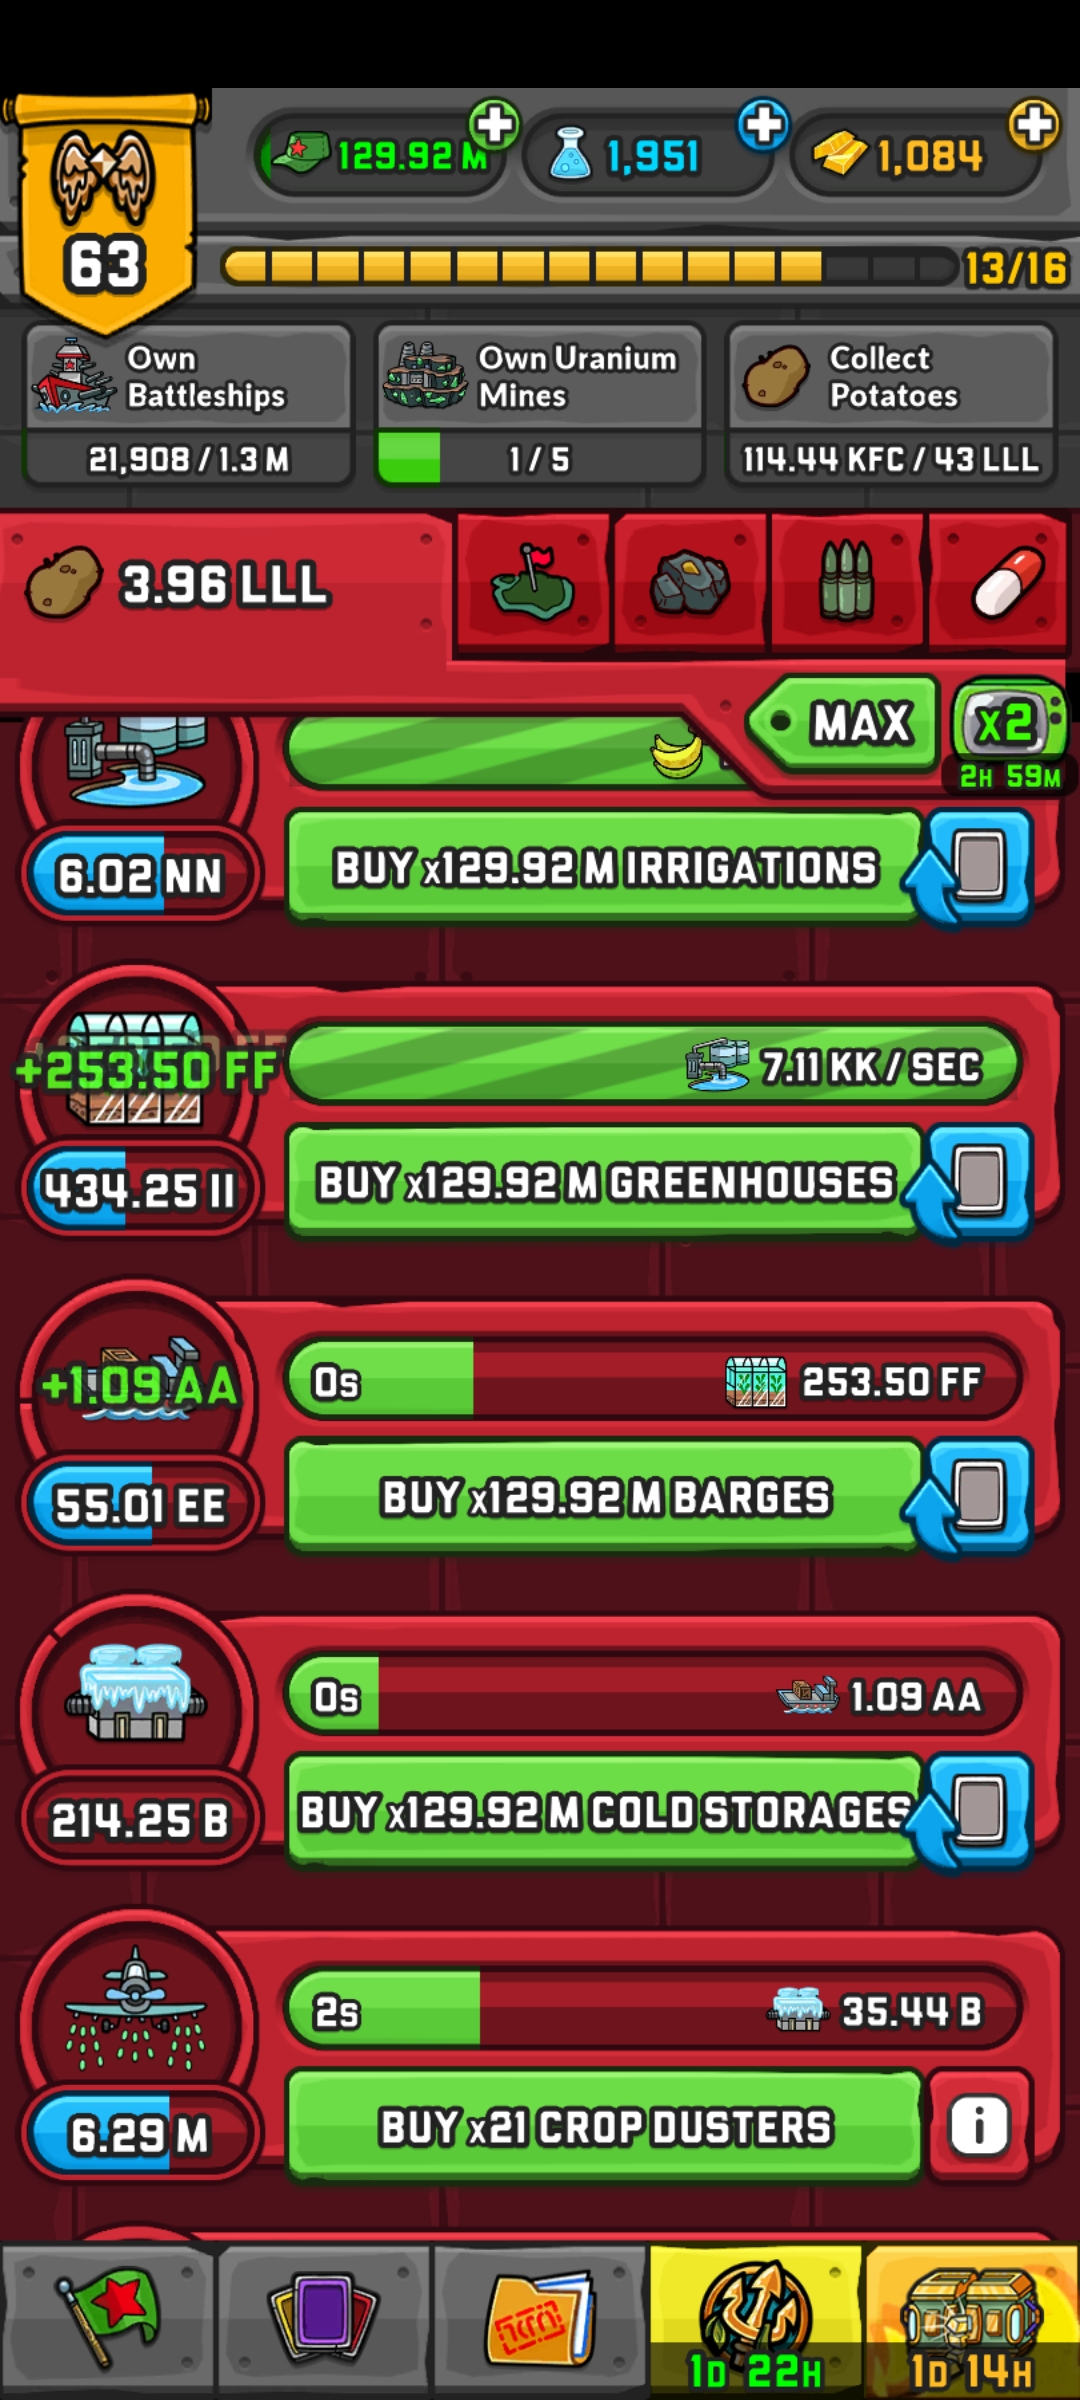 129.92 M
1,951
1,084
63
13/16
Own
Battleships
21,908 / 1.3 M
Own Uranium
Mines
1 / 5
Collect
Potatoes
114.44 KFC / 43 LLL
3.96 LLL
MAX
x2
2H 59M
6.02 NN
BUY x129.92 M IRRIGATIONS
+253.50 FF
7.11 KK / SEC
434.25 II
BUY x129.92 M GREENHOUSES
+1.09 AA
0s
253.50 FF
55.01 EE
BUY x129.92 M BARGES
0s
1.09 AA
214.25 B
BUY x129.92 M COLD STORAGES
2s
35.44 B
6.29 M
BUY x21 CROP DUSTERS
i
1D 22H
1D 14H